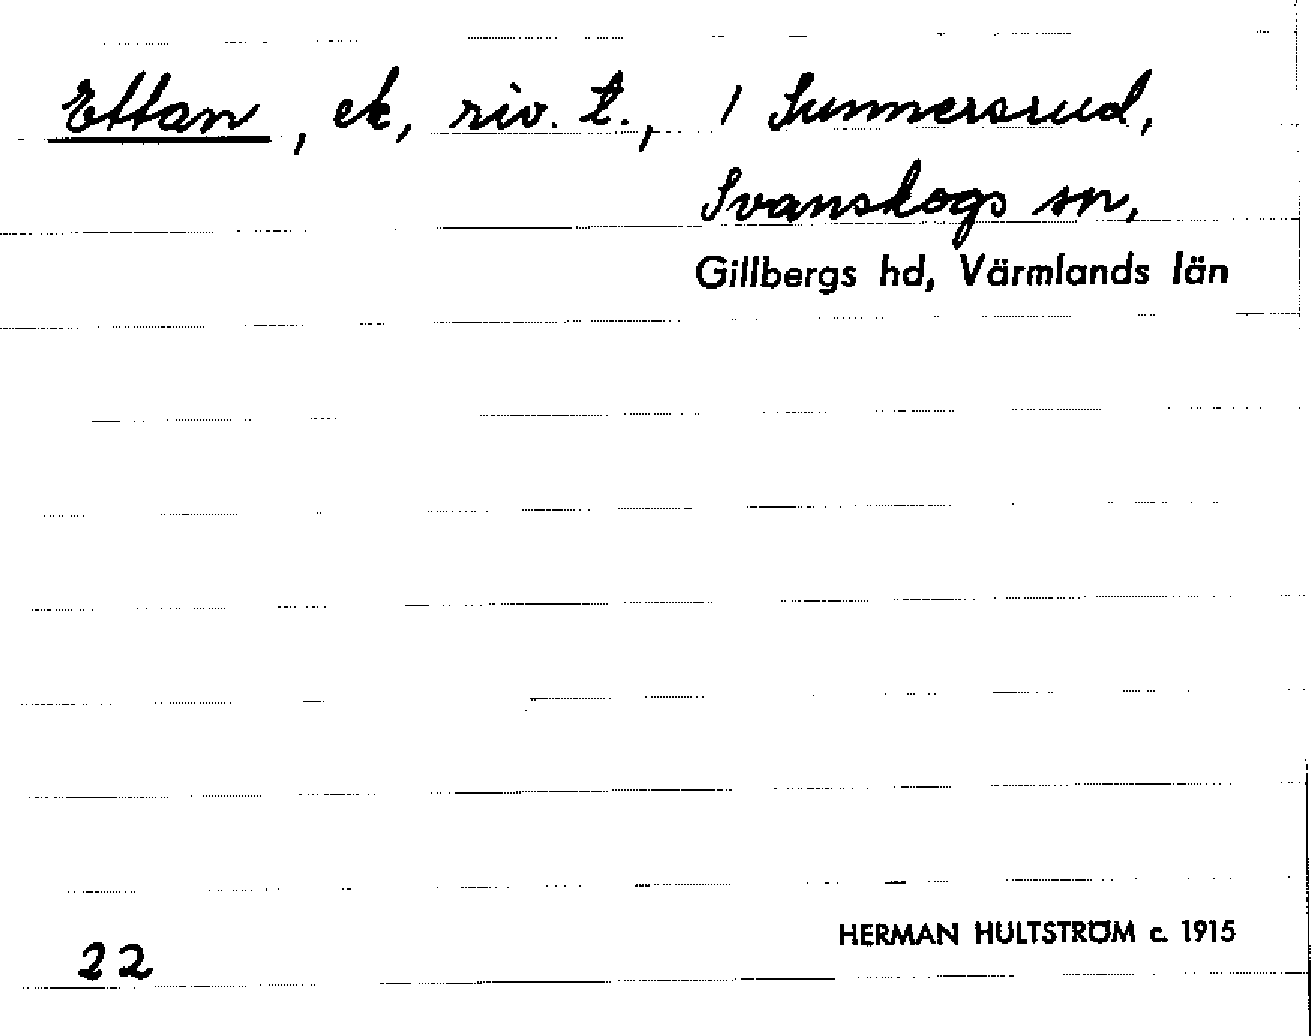 Ettan, ek, riv. t., 1 Sunnersrud,
Svanskogs sn,
Gillbergs hd, Värmlands län
22
HERMAN HULTSTRÖM c. 1915